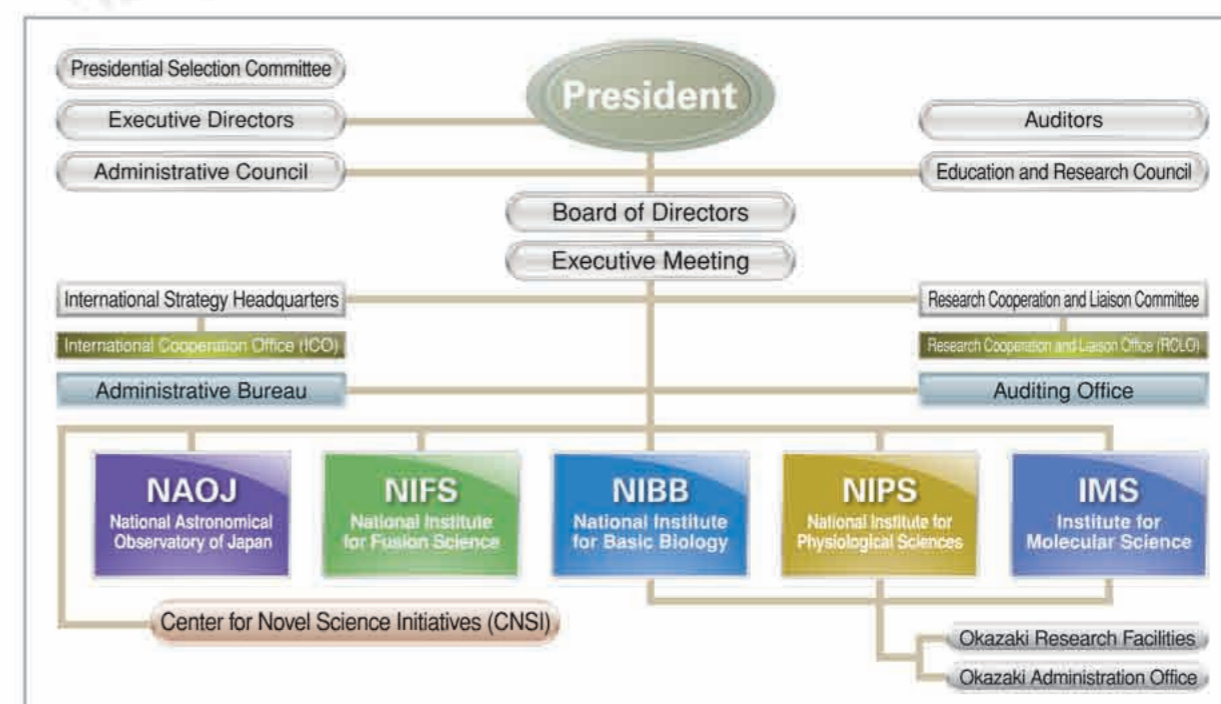 Presidential Selection Committee
President
Executive Directors
Auditors
Administrative Council
Education and Research Council
Board of Directors
Executive Meeting
International Strategy Headquarters
Research Cooperation and Liaison Committee
International Cooperation Office (ICO)
Research Cooperation and Liaison Office (RCLO)
Administrative Bureau
Auditing Office
NAOJ
National Astronomical
Observatory of Japan
NIFS
National Institute
for Fusion Science
NIBB
National Institute
for Basic Biology
NIPS
National Institute for
Physiological Sciences
IMS
Institute for
Molecular Science
Center for Novel Science Initiatives (CNSI)
Okazaki Research Facilities
Okazaki Administration Office